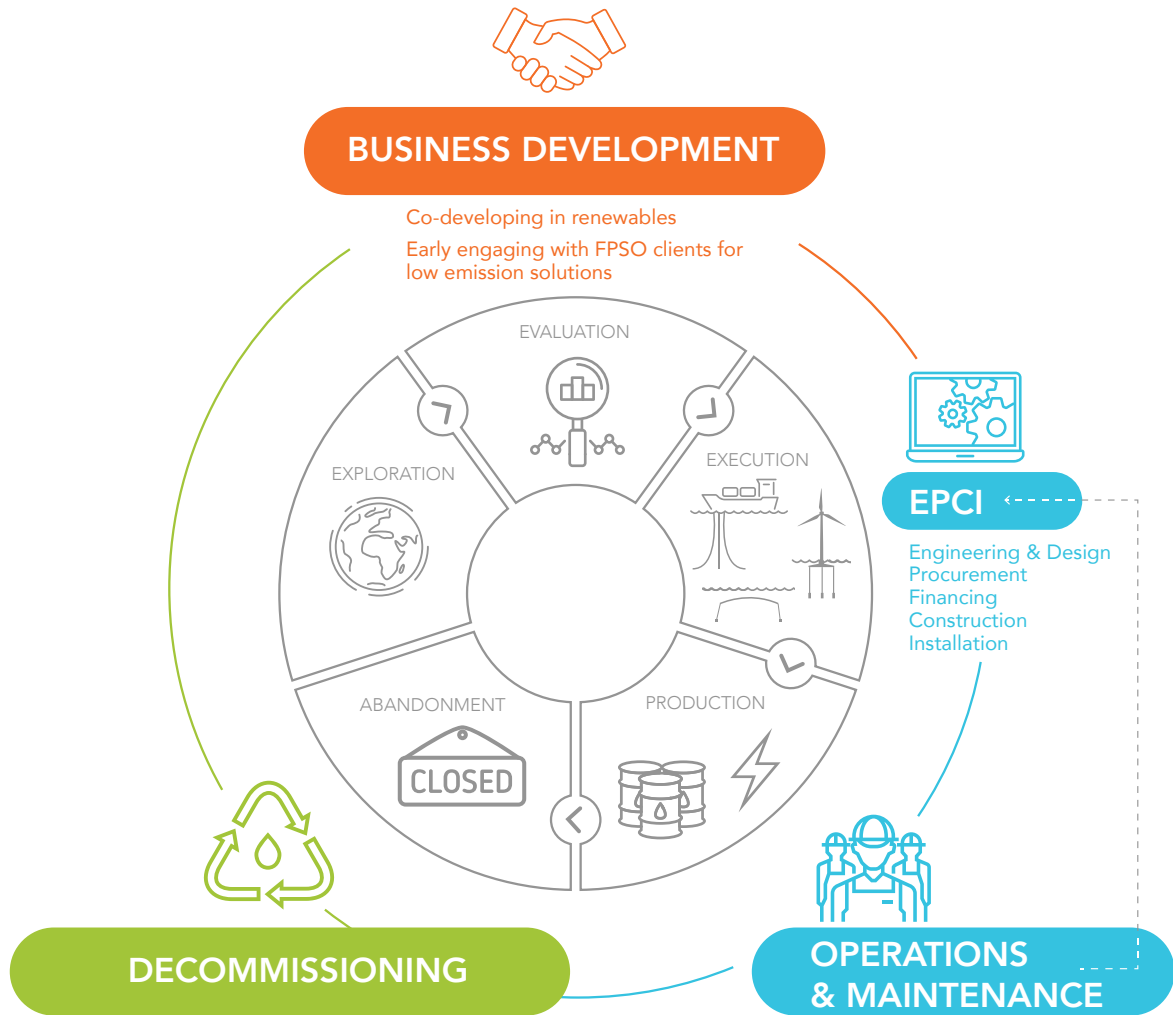 BUSINESS DEVELOPMENT
Co-developing in renewables
Early engaging with FPSO clients for
low emission solutions
EVALUATION
EXPLORATION
EXECUTION
EPCI
Engineering & Design
Procurement
Financing
Construction
Installation
ABANDONMENT
CLOSED
PRODUCTION
DECOMMISSIONING
OPERATIONS
& MAINTENANCE